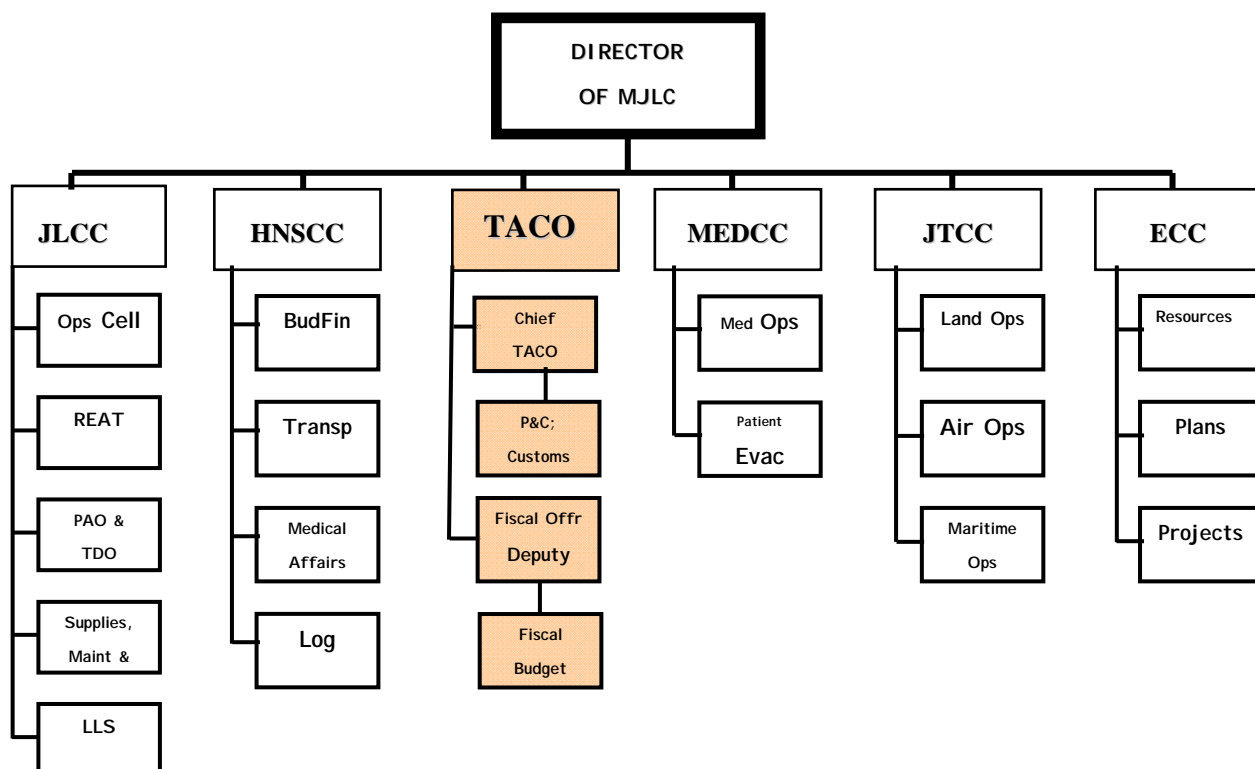 DIRECTOR
OF MJLC
JLCC
HNSCC
TACO
MEDCC
JTCC
ECC
Ops Cell
REAT
PAO &
TDO
Supplies,
Maint &
LLS
BudFin
Transp
Medical
Affairs
Log
Chief
TACO
P&C;
Customs
Fiscal Offr
Deputy
Fiscal
Budget
Med Ops
Patient
Evac
Land Ops
Air Ops
Maritime
Ops
Resources
Plans
Projects